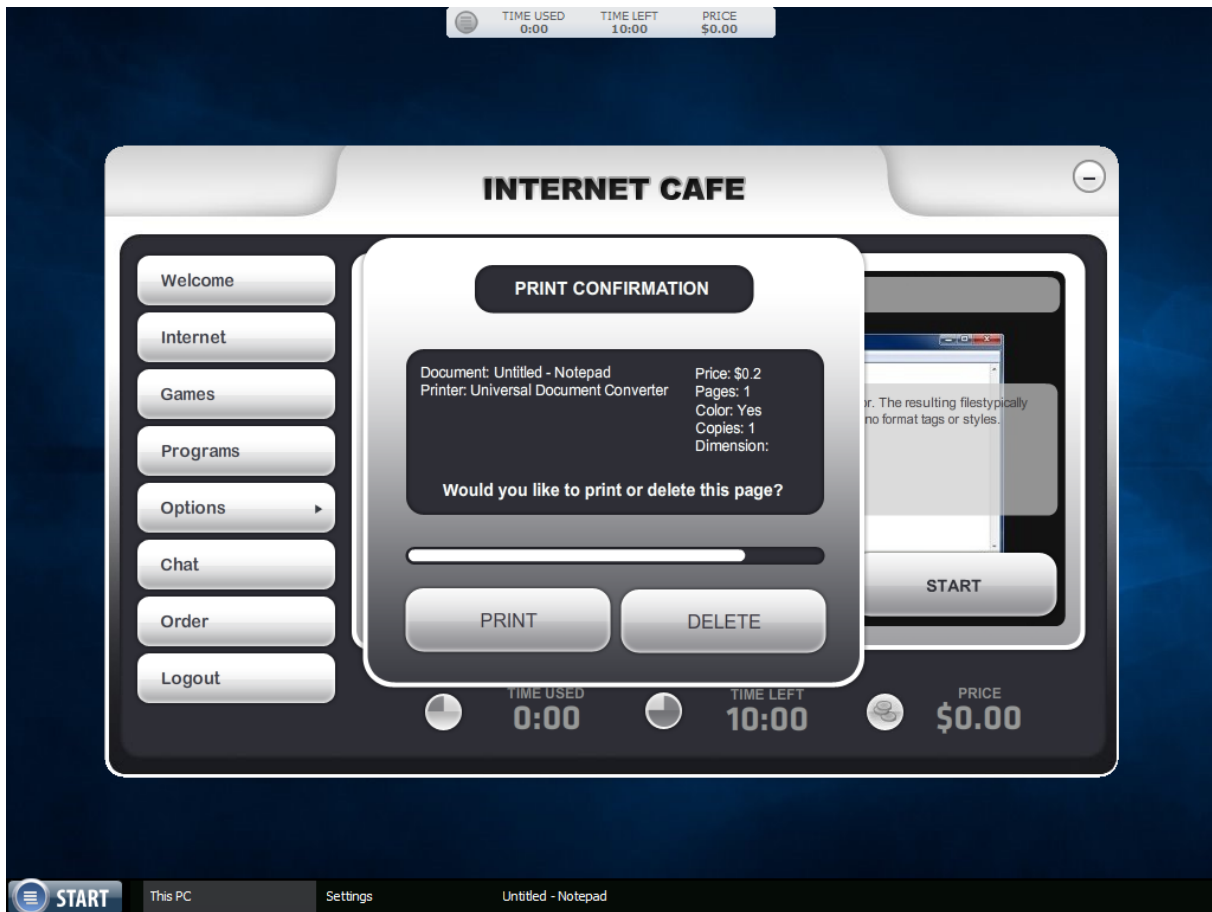 TIME USED TIME LEFT PRICE
0:00 10:00 $0.00
INTERNET CAFE
Welcome
Internet
Games
Programs
Options
Chat
Order
Logout
PRINT CONFIRMATION
Document: Untitled - Notepad
Printer: Universal Document Converter
Price: $0.2
Pages: 1
Color: Yes
Copies: 1
Dimension:
Would you like to print or delete this page?
PRINT
DELETE
or. The resulting filestypically
no format tags or styles.
START
TIME USED
0:00
TIME LEFT
10:00
PRICE
$0.00
START
This PC
Settings
Untitled - Notepad